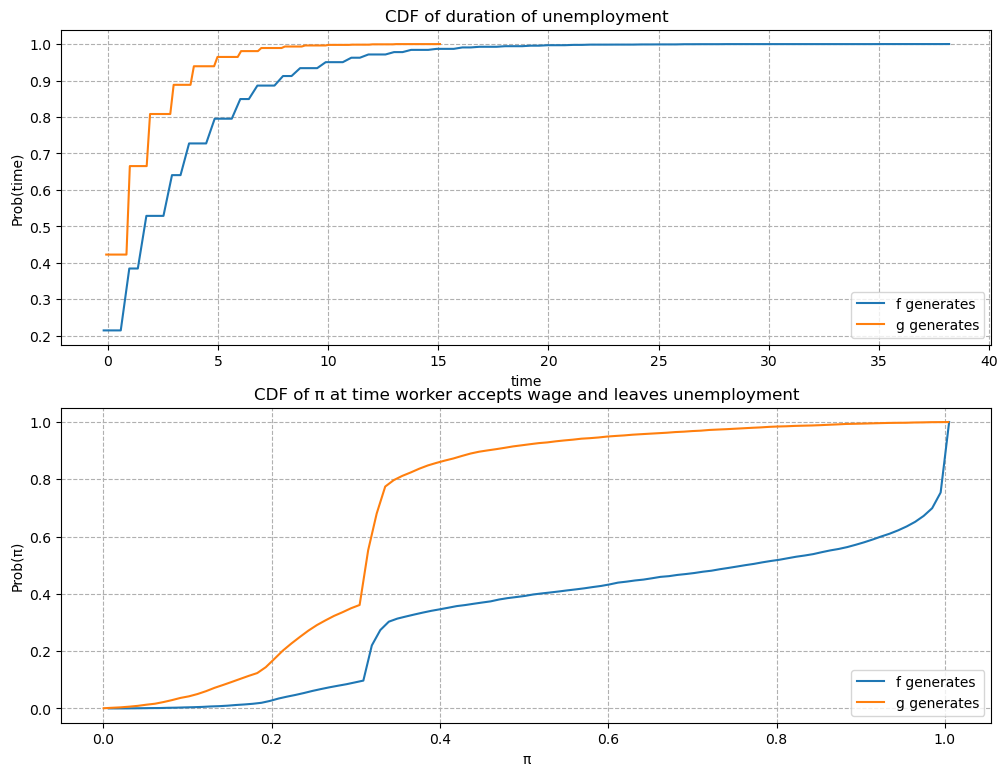 CDF of duration of unemployment
1.0
0.9
0.8
0.7
0.6
0.5
0.4
0.3
0.2
Prob(time)
f generates
g generates
0 5 10 15 20 25 30 35 40
time
CDF of π at time worker accepts wage and leaves unemployment
1.0
0.8
0.6
0.4
0.2
0.0
Prob(π)
f generates
g generates
0.0 0.2 0.4 0.6 0.8 1.0
π